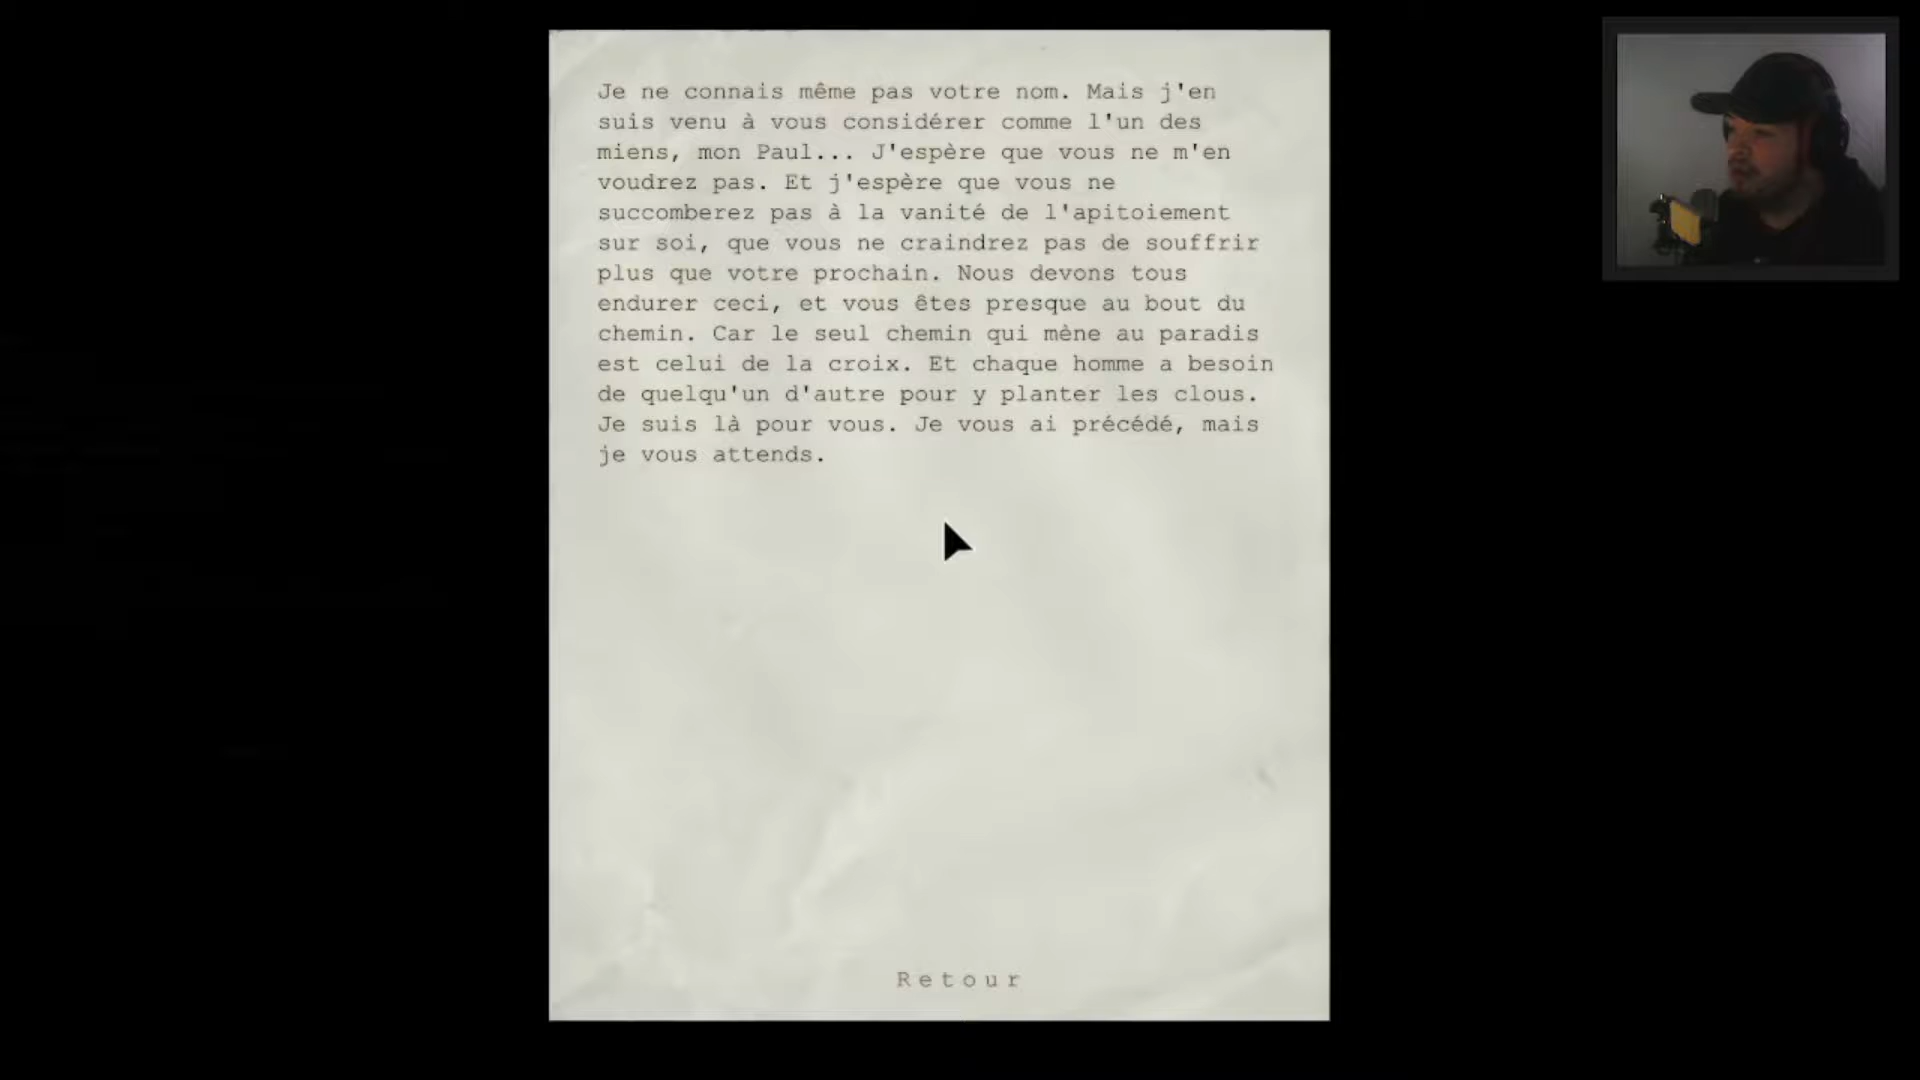 Je ne connais même pas votre nom. Mais j'en
suis venu à vous considérer comme l'un des
miens, mon Paul... J'espère que vous ne m'en
voudrez pas. Et j'espère que vous ne
succomberez pas à la vanité de l'apitoiement
sur soi, que vous ne craindrez pas de souffrir
plus que votre prochain. Nous devons tous
endurer ceci, et vous êtes presque au bout du
chemin. Car le seul chemin qui mène au paradis
est celui de la croix. Et chaque homme a besoin
de quelqu'un d'autre pour y planter les clous.
Je suis là pour vous. Je vous ai précédé, mais
je vous attends.
Retour